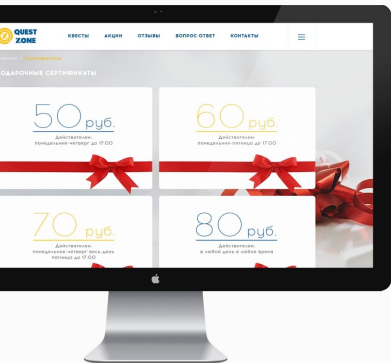 QUEST
ZONE
КВЕСТЫ
АКЦИИ
ОТЗЫВЫ
ВОПРОС-ОТВЕТ
КОНТАКТЫ
ОДАРОЧНЫЕ СЕРТИФИКАТЫ
50 руб.
Действителен:
понедельник-четверг до 17:00
60 руб.
Действителен:
понедельник-пятница до 17:00
70 руб.
Действителен:
понедельник-четверг весь день
пятница до 17:00
80 руб.
Действителен:
в любой день в любое время